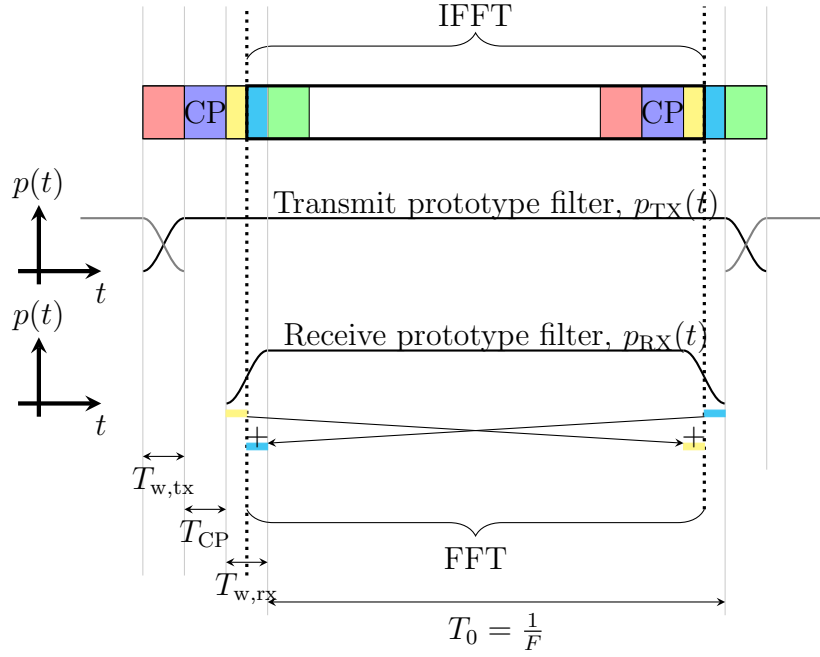 IFFT
CP
CP
p(t)
Transmit prototype filter, p_TX(t)
t
p(t)
Receive prototype filter, p_RX(t)
t
+
+
T_w,tx
T_CP
FFT
T_w,rx
T_0 = 1/F